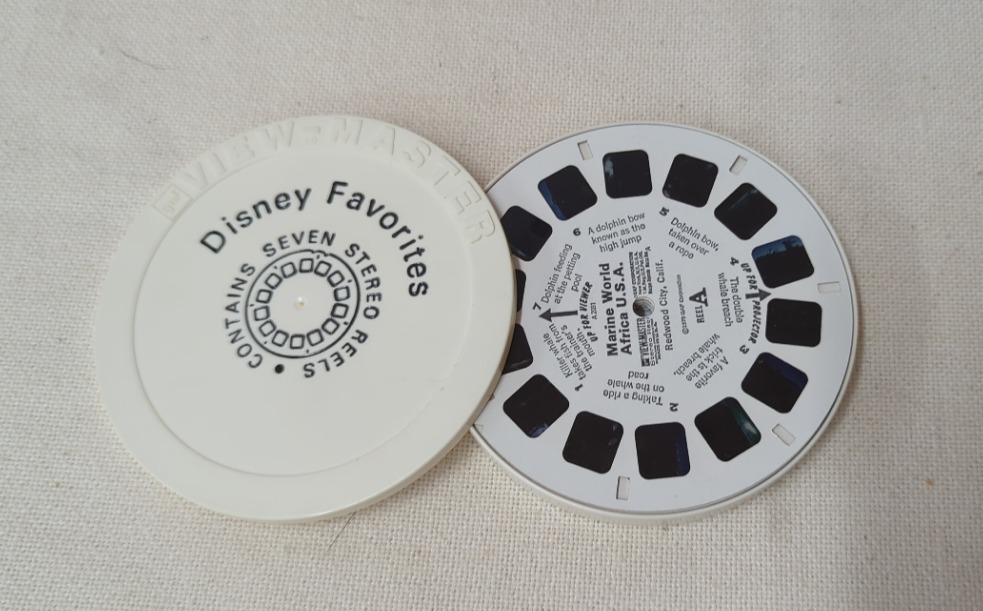 VIEW-MASTER
Disney Favorites
CONTAINS SEVEN STEREO REELS
Marine World
Africa U.S.A.
Redwood City, Calif.
REEL A
VIEW-MASTER
UP FOR VIEWER
UP FOR PROJECTOR
1
Killer whale
takes fish from
the trainer's
mouth.
2
Taking a ride
on the whale
road
3
A favorite
trick is the
whale breach.
4
The double
whale breach
5
Dolphin bow,
taken over
a rope
6
A dolphin bow
known as the
high jump
7
Dolphin feeding
at the petting
pool